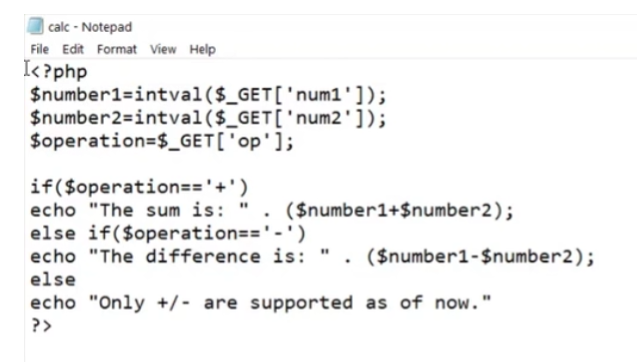 calc - Notepad
File Edit Format View Help
<?php
$number1=intval($_GET['num1']);
$number2=intval($_GET['num2']);
$operation=$_GET['op'];
if($operation=='+')
echo "The sum is: " . ($number1+$number2);
else if($operation=='-')
echo "The difference is: " . ($number1-$number2);
else
echo "Only +/- are supported as of now."
?>